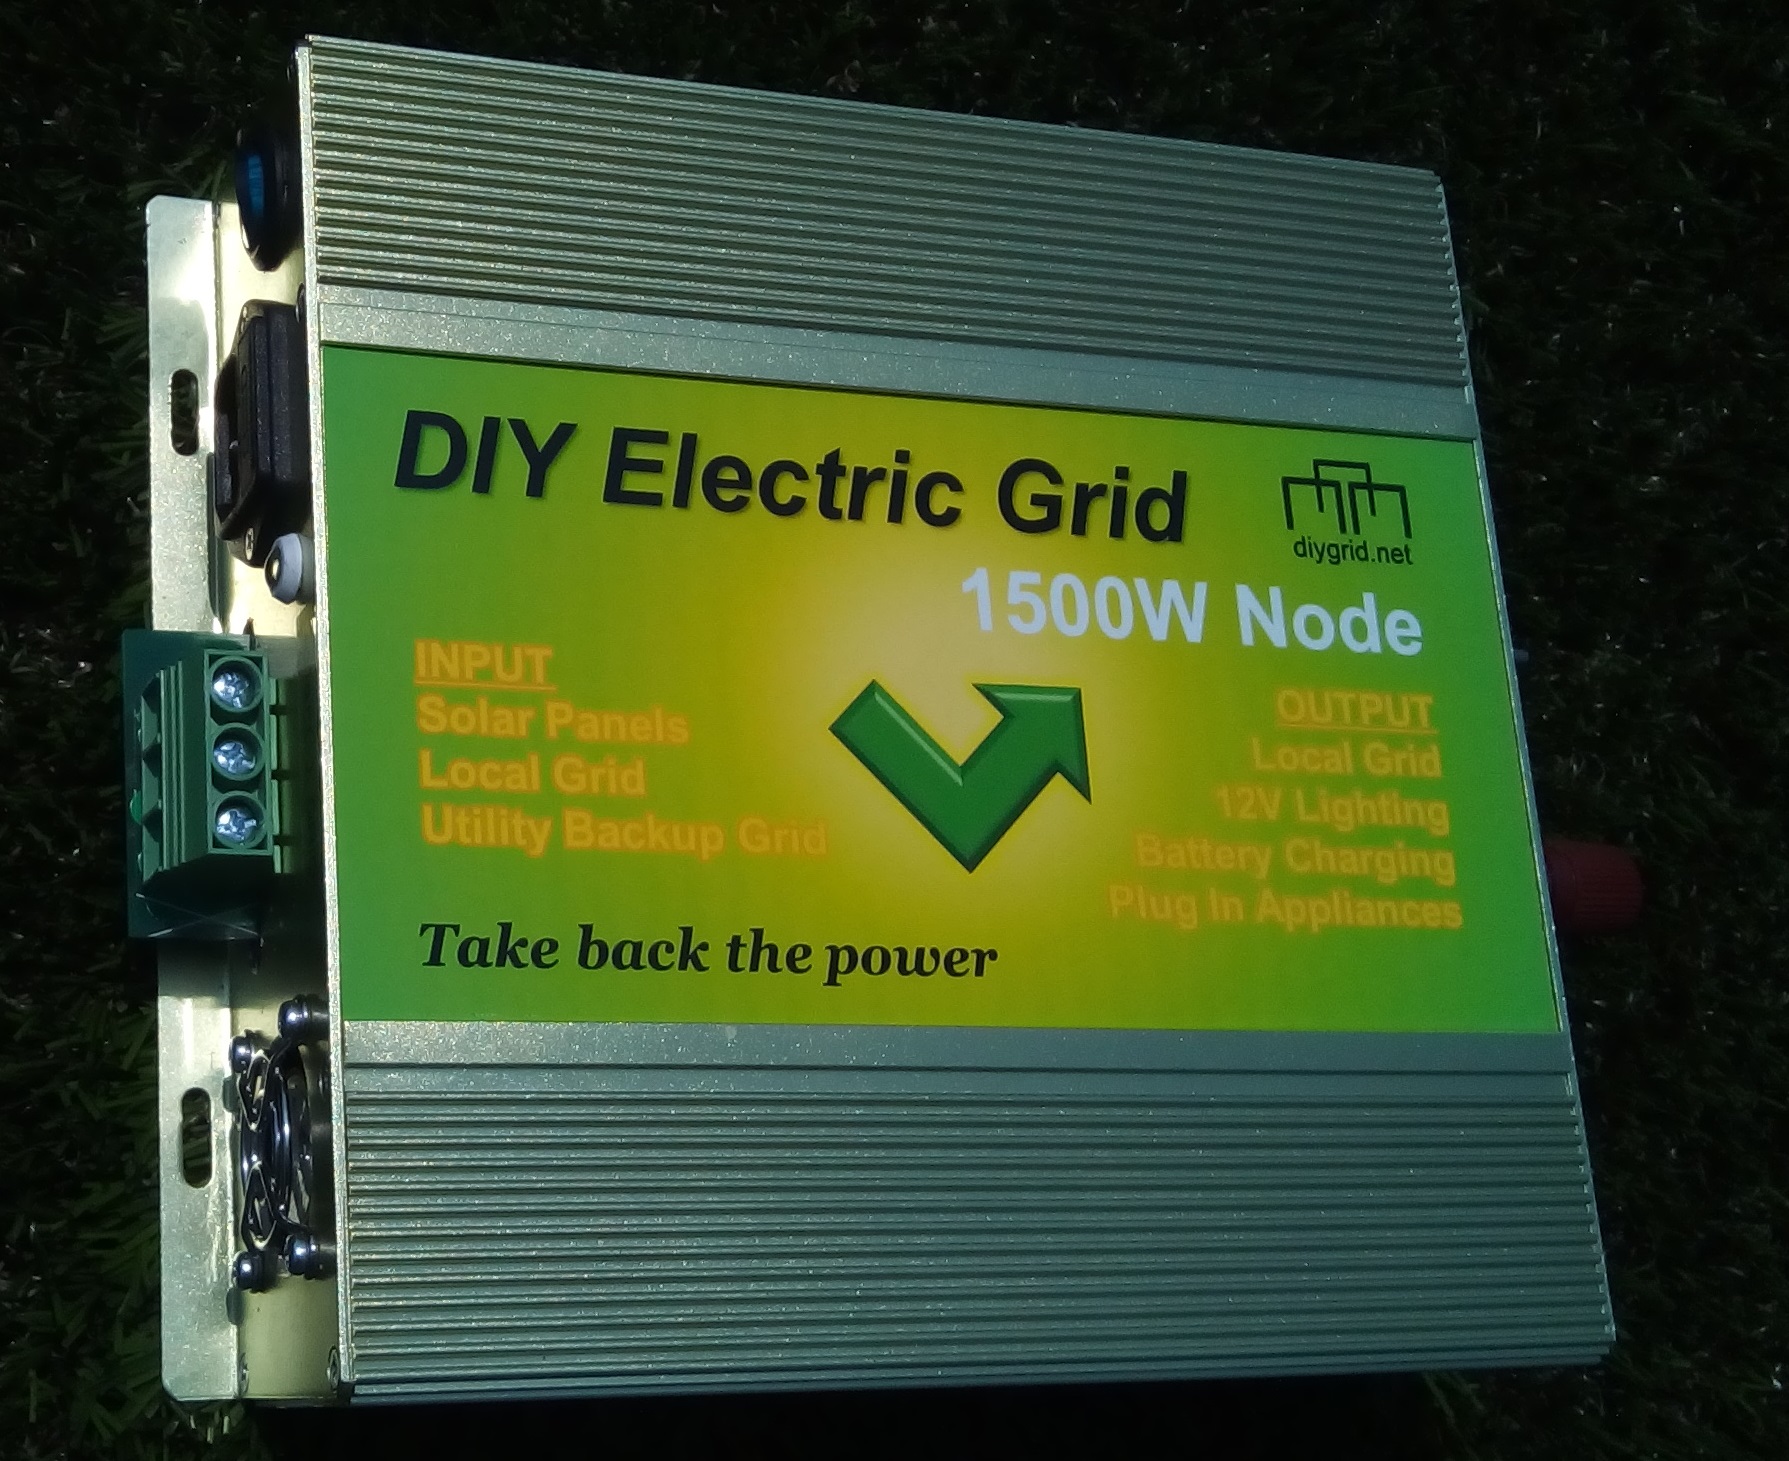 DIY Electric Grid
diygrid.net
1500W Node
INPUT
Solar Panels
Local Grid
Utility Backup Grid
OUTPUT
Local Grid
12V Lighting
Battery Charging
Plug In Appliances
Take back the power